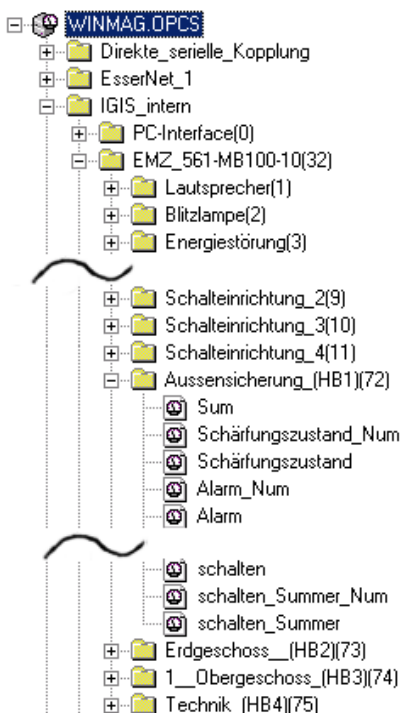 WINMAG.OPCS
Direkte_serielle_Kopplung
EsserNet_1
IGIS_intern
PC-Interface(0)
EMZ_561-MB100-10(32)
Lautsprecher(1)
Blitzlampe(2)
Energiestörung(3)
Schalteinrichtung_2(9)
Schalteinrichtung_3(10)
Schalteinrichtung_4(11)
Aussensicherung_(HB1)(72)
Sum
Schärfungszustand_Num
Schärfungszustand
Alarm_Num
Alarm
schalten
schalten_Summer_Num
schalten_Summer
Erdgeschoss__(HB2)(73)
1__Obergeschoss_(HB3)(74)
Technik_(HB4)(75)